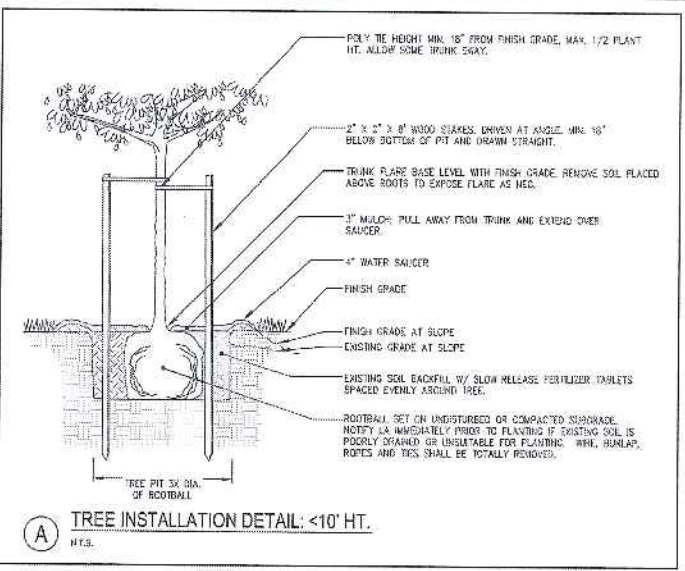 POLY TIE HEIGHT MIN. 18" FROM FINISH GRADE, MAX. 1/2 PLANT
HT. ALLOW SOME TRUNK SWAY.
2" X 2" X 8' WOOD STAKES, DRIVEN AT ANGLE, MIN. 18"
BELOW BOTTOM OF PIT AND DRAWN STRAIGHT.
TRUNK FLARE BASE LEVEL WITH FINISH GRADE. REMOVE SOIL PLACED
ABOVE ROOTS TO EXPOSE FLARE AS NEC.
3" MULCH; PULL AWAY FROM TRUNK AND EXTEND OVER
SAUCER.
4" WATER SAUCER
FINISH GRADE
FINISH GRADE AT SLOPE
EXISTING GRADE AT SLOPE
EXISTING SOIL BACKFILL W/ SLOW RELEASE FERTILIZER TABLETS
SPACED EVENLY AROUND TREE.
ROOTBALL SET ON UNDISTURBED OR COMPACTED SUBGRADE.
NOTIFY LA IMMEDIATELY PRIOR TO PLANTING IF EXISTING SOIL IS
POORLY DRAINED OR UNSUITABLE FOR PLANTING. WIRE, BURLAP,
ROPES AND TIES SHALL BE TOTALLY REMOVED.
TREE PIT 3X DIA.
OF ROOTBALL
A TREE INSTALLATION DETAIL: <10' HT.
N.T.S.